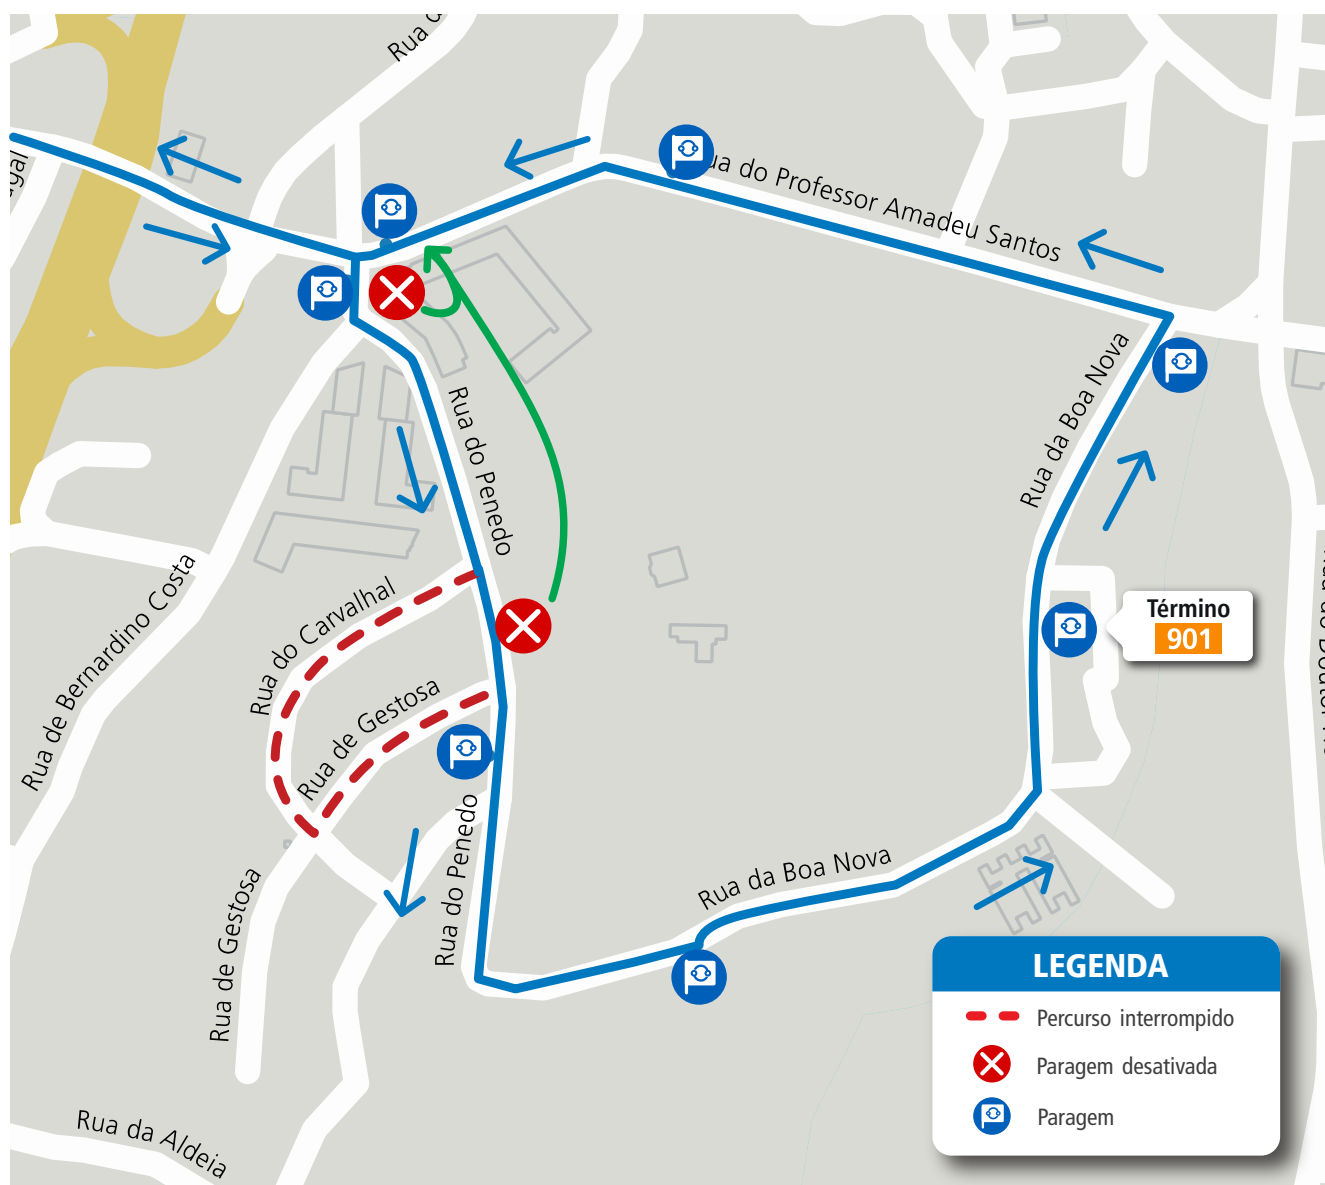 Rua do Professor Amadeu Santos
Rua da Boa Nova
Rua do Penedo
Rua do Carvalhal
Rua de Gestosa
Rua de Bernardino Costa
Término
901
Rua do Penedo
Rua da Boa Nova
Rua de Gestosa
Rua da Aldeia
LEGENDA
Percurso interrompido
Paragem desativada
Paragem